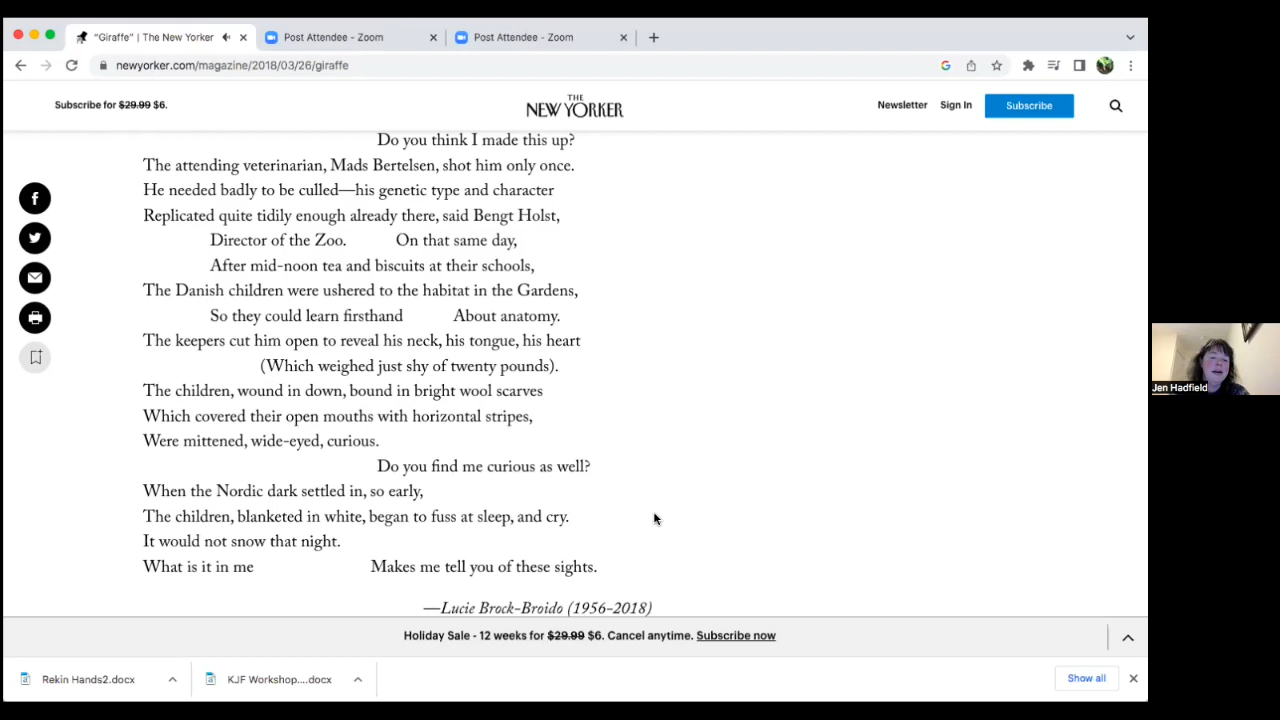 "Giraffe" | The New Yorker
Post Attendee - Zoom
Post Attendee - Zoom
newyorker.com/magazine/2018/03/26/giraffe
Subscribe for $29.99 $6.
THE
NEW YORKER
Newsletter
Sign In
Subscribe
Do you think I made this up?
The attending veterinarian, Mads Bertelsen, shot him only once.
He needed badly to be culled—his genetic type and character
Replicated quite tidily enough already there, said Bengt Holst,
Director of the Zoo. On that same day,
After mid-noon tea and biscuits at their schools,
The Danish children were ushered to the habitat in the Gardens,
So they could learn firsthand About anatomy.
The keepers cut him open to reveal his neck, his tongue, his heart
(Which weighed just shy of twenty pounds).
The children, wound in down, bound in bright wool scarves
Which covered their open mouths with horizontal stripes,
Were mittened, wide-eyed, curious.
Do you find me curious as well?
When the Nordic dark settled in, so early,
The children, blanketed in white, began to fuss at sleep, and cry.
It would not snow that night.
What is it in me Makes me tell you of these sights.
—Lucie Brock-Broido (1956-2018)
Holiday Sale - 12 weeks for $29.99 $6. Cancel anytime. Subscribe now
Rekin Hands2.docx
KJF Workshop....docx
Show all
Jen Hadfield